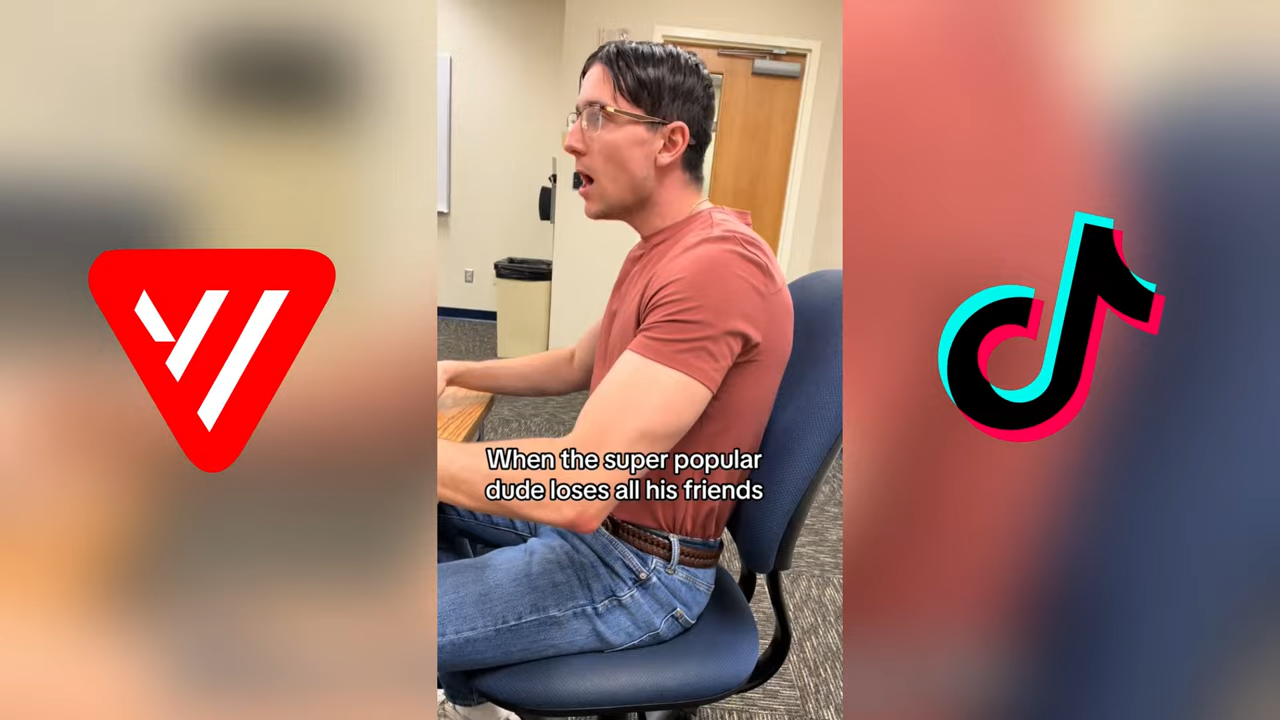 When the super popular
dude loses all his friends